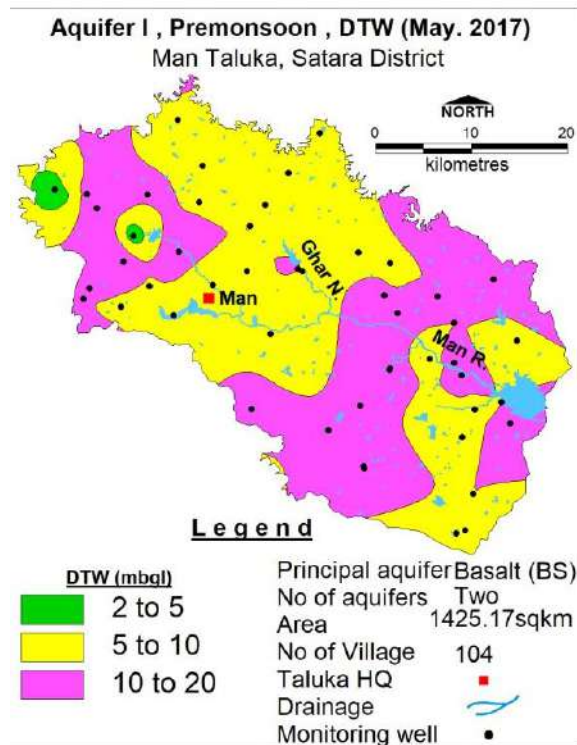 Aquifer I , Premonsoon , DTW (May. 2017)
Man Taluka, Satara District
NORTH
0 10 20
kilometres
Ghar N.
Man
Man R.
Legend
DTW (mbgl)
2 to 5
5 to 10
10 to 20
Principal aquifer Basalt (BS)
No of aquifers Two
Area 1425.17sqkm
No of Village 104
Taluka HQ
Drainage
Monitoring well